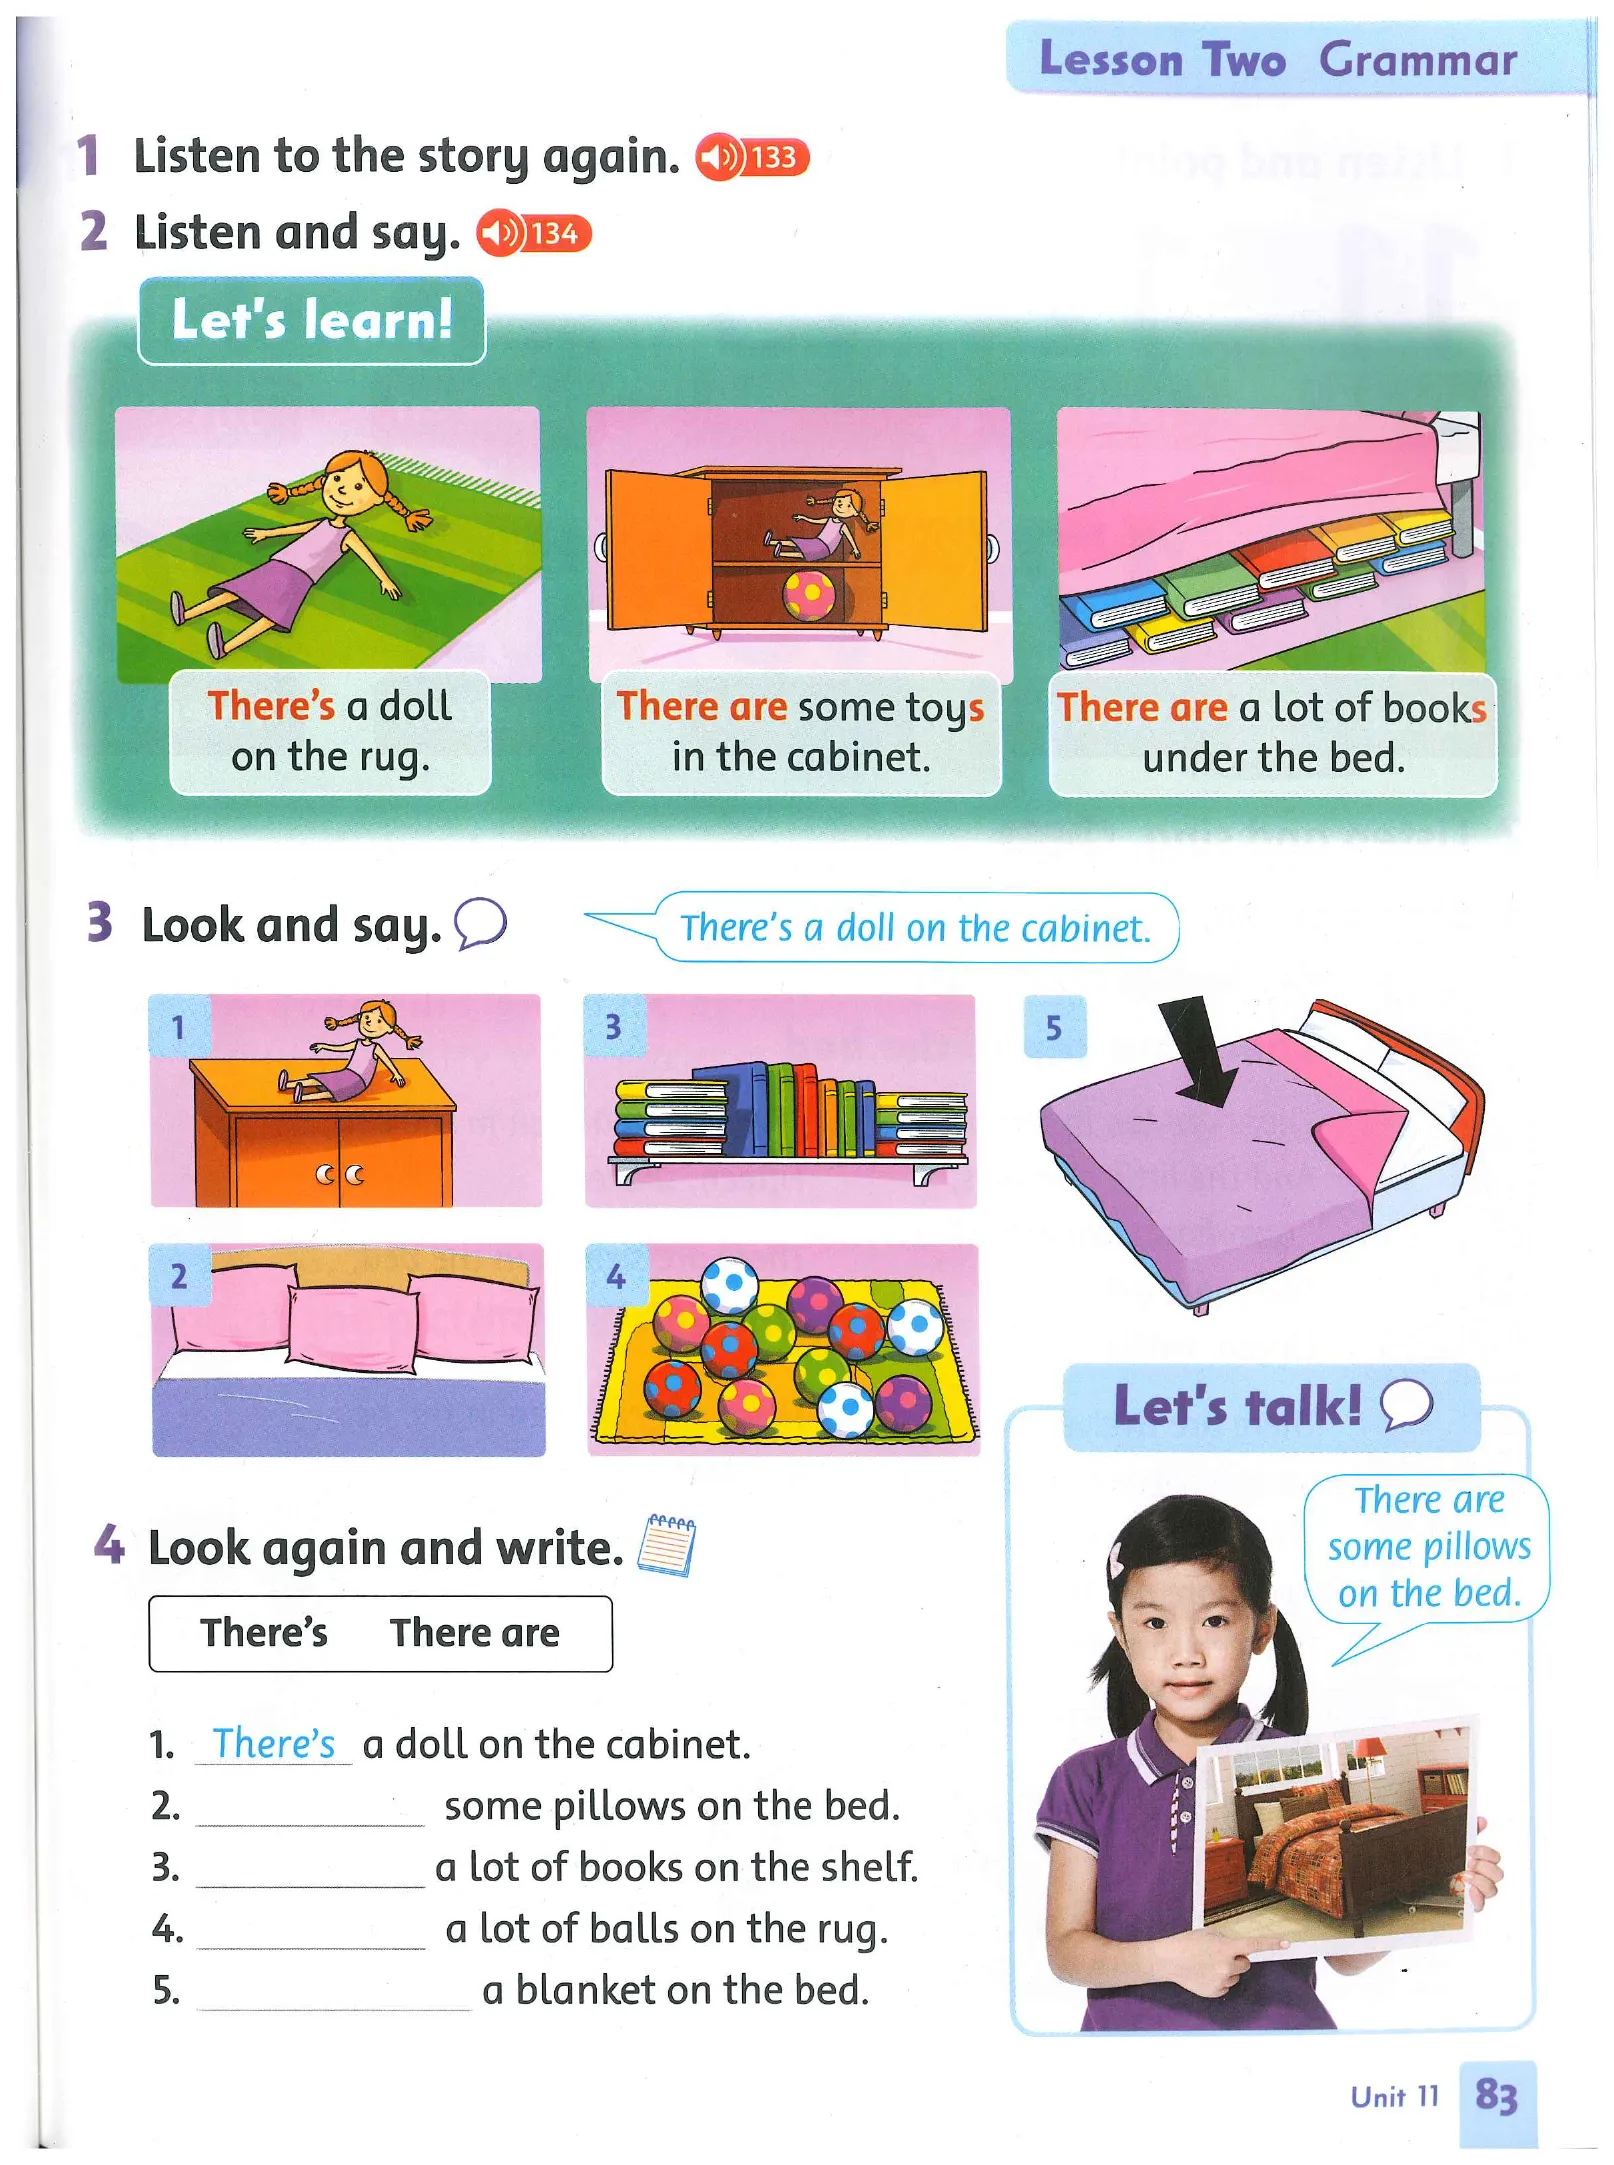 Lesson Two Grammar
1 Listen to the story again. 133
2 Listen and say. 134
Let's learn!
There's a doll
on the rug.
There are some toys
in the cabinet.
There are a lot of books
under the bed.
3 Look and say.
There's a doll on the cabinet.
1
3
5
2
4
Let's talk!
There are
some pillows
on the bed.
4 Look again and write.
There's There are
1. There's a doll on the cabinet.
2. ____ some pillows on the bed.
3. ____ a lot of books on the shelf.
4. ____ a lot of balls on the rug.
5. ____ a blanket on the bed.
Unit 11 83